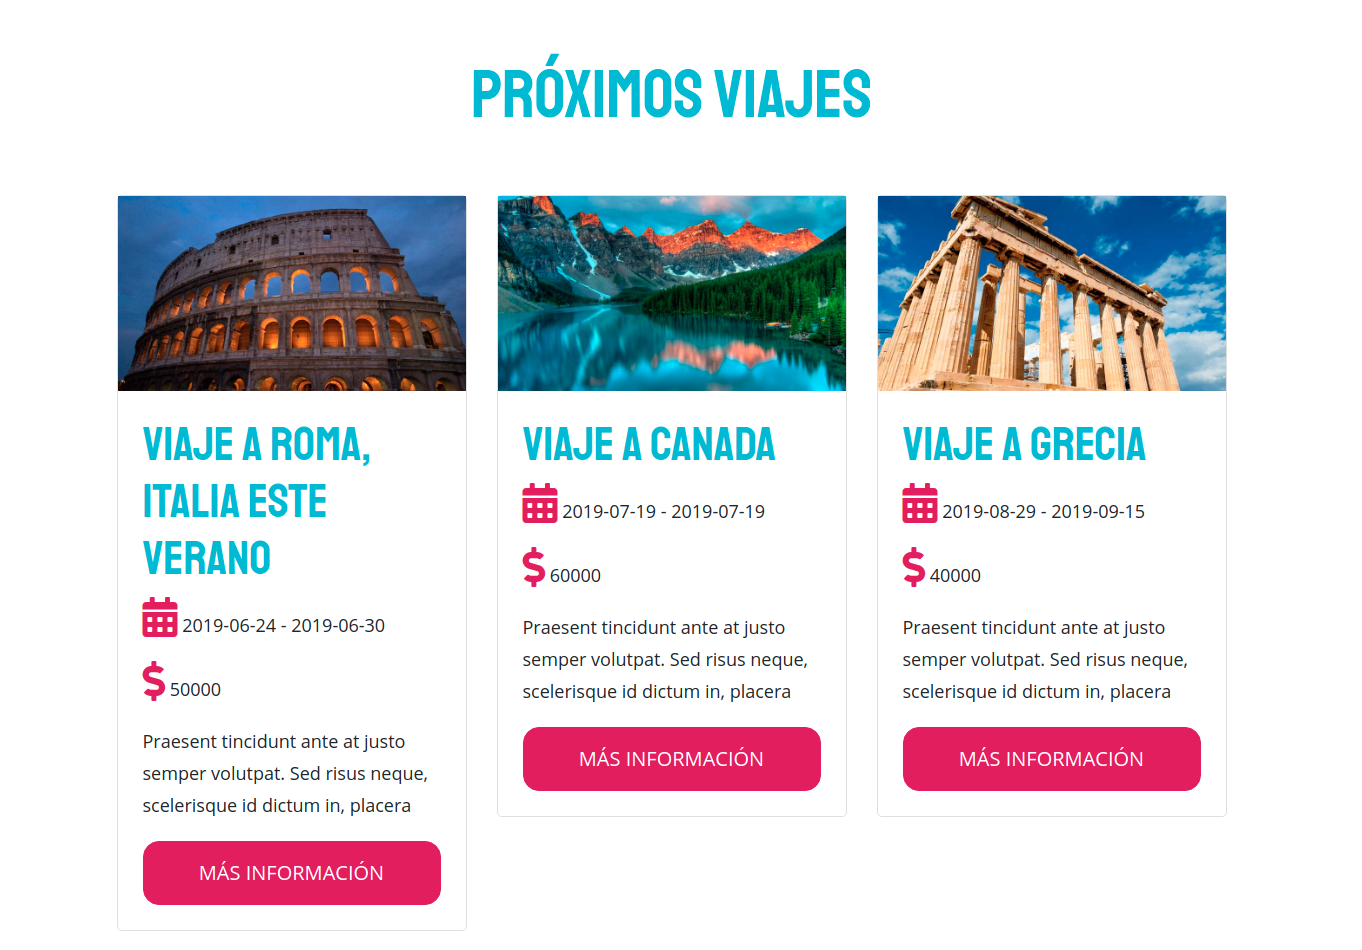 PRÓXIMOS VIAJES
VIAJE A ROMA,
ITALIA ESTE
VERANO
2019-06-24 - 2019-06-30
$ 50000
Praesent tincidunt ante at justo
semper volutpat. Sed risus neque,
scelerisque id dictum in, placera
MÁS INFORMACIÓN
VIAJE A CANADA
2019-07-19 - 2019-07-19
$ 60000
Praesent tincidunt ante at justo
semper volutpat. Sed risus neque,
scelerisque id dictum in, placera
MÁS INFORMACIÓN
VIAJE A GRECIA
2019-08-29 - 2019-09-15
$ 40000
Praesent tincidunt ante at justo
semper volutpat. Sed risus neque,
scelerisque id dictum in, placera
MÁS INFORMACIÓN